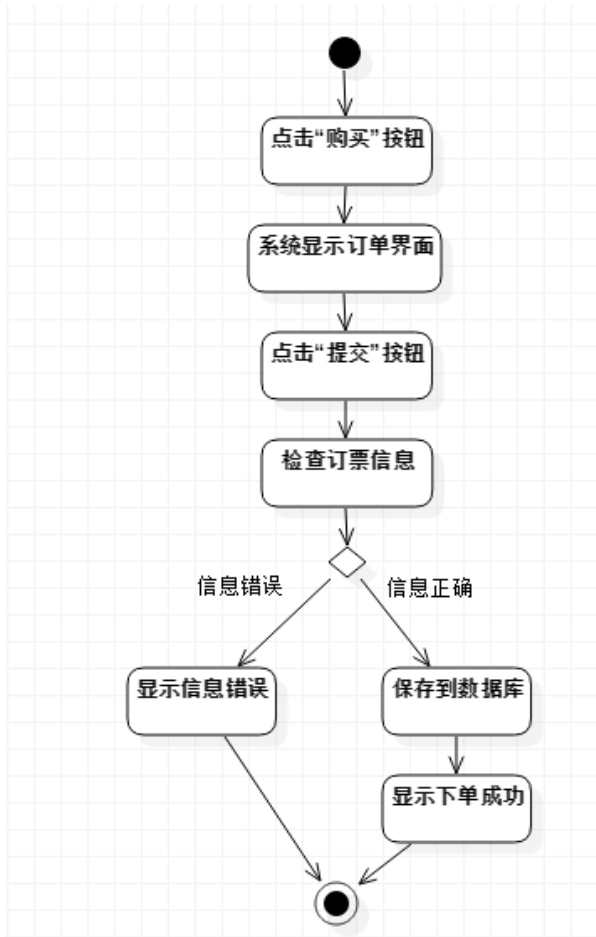 点击“购买”按钮
系统显示订单界面
点击“提交”按钮
检查订票信息
信息错误
信息正确
显示信息错误
保存到数据库
显示下单成功